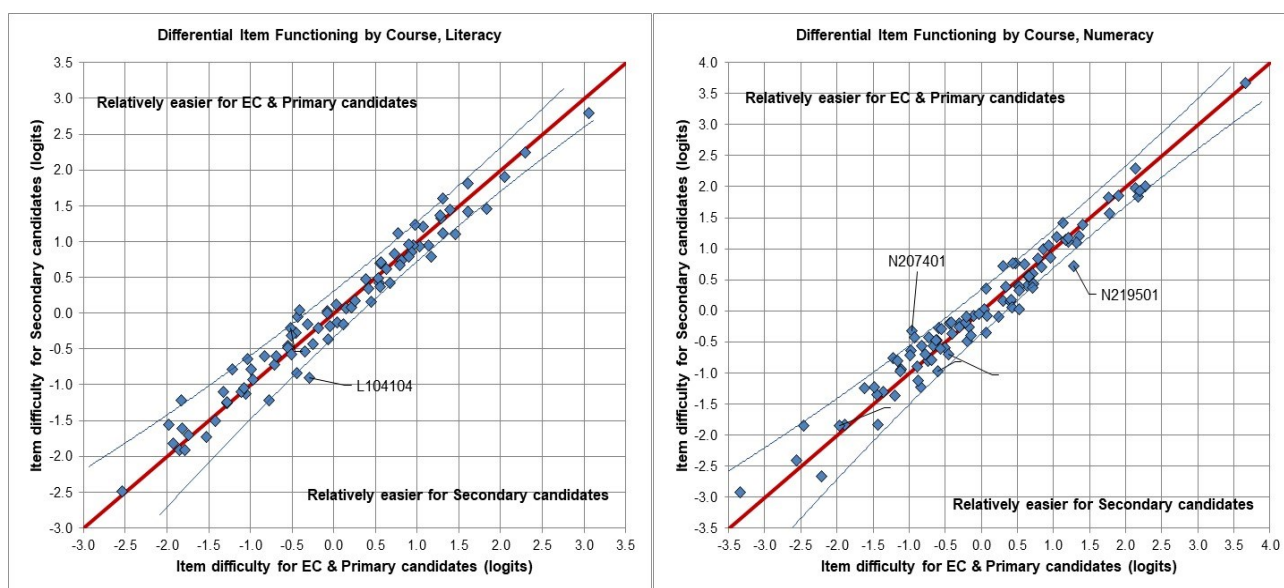 Differential Item Functioning by Course, Literacy
3.5
3.0
2.5
2.0
1.5
1.0
0.5
0.0
-0.5
-1.0
-1.5
-2.0
-2.5
-3.0
Item difficulty for Secondary candidates (logits)
Relatively easier for EC & Primary candidates
L104104
Relatively easier for Secondary candidates
-3.0 -2.5 -2.0 -1.5 -1.0 -0.5 0.0 0.5 1.0 1.5 2.0 2.5 3.0 3.5
Item difficulty for EC & Primary candidates (logits)
Differential Item Functioning by Course, Numeracy
4.0
3.5
3.0
2.5
2.0
1.5
1.0
0.5
0.0
-0.5
-1.0
-1.5
-2.0
-2.5
-3.0
-3.5
Item difficulty for Secondary candidates (logits)
Relatively easier for EC & Primary candidates
N207401
N219501
Relatively easier for Secondary candidates
-3.5 -3.0 -2.5 -2.0 -1.5 -1.0 -0.5 0.0 0.5 1.0 1.5 2.0 2.5 3.0 3.5 4.0
Item difficulty for EC & Primary candidates (logits)